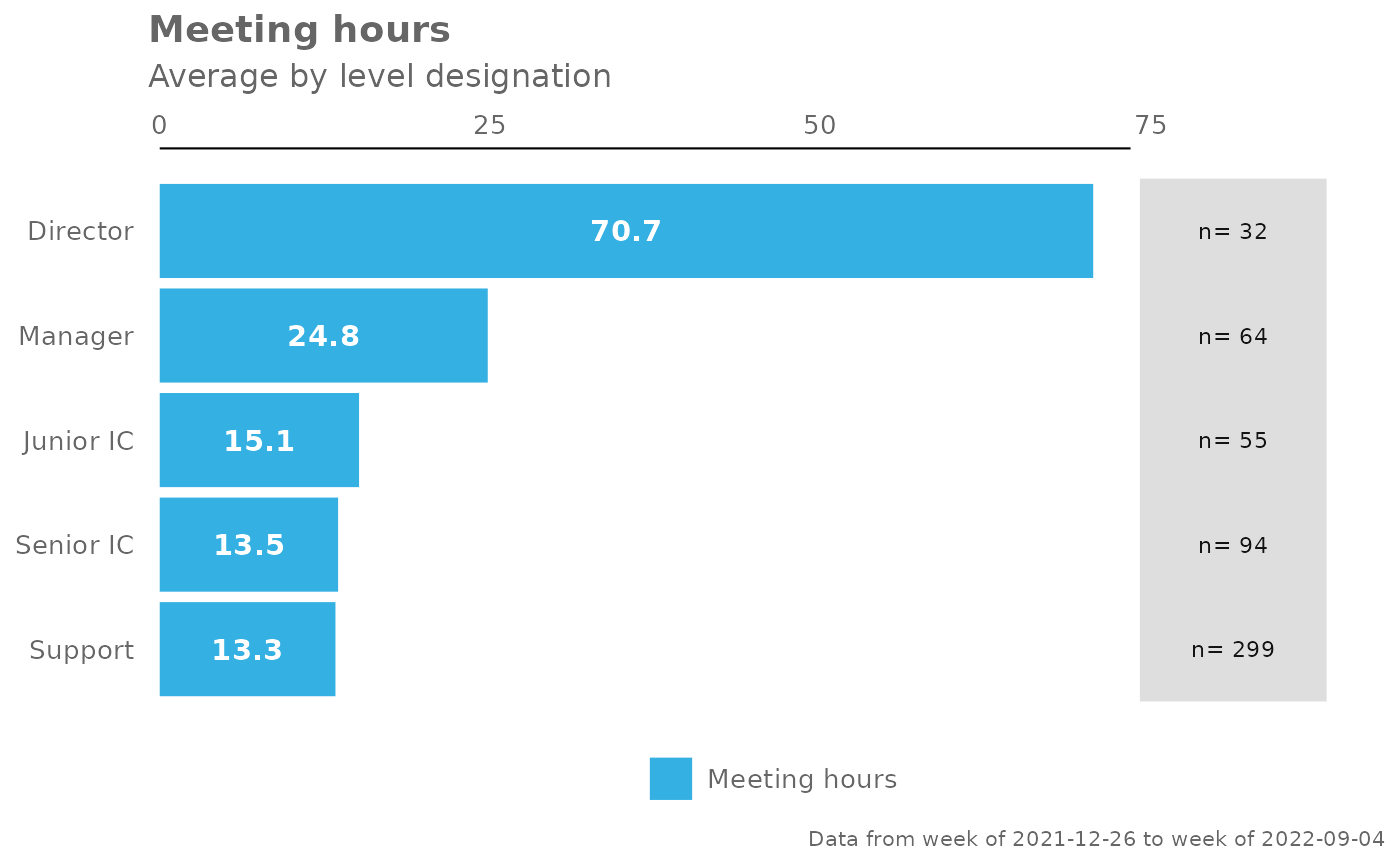 Meeting hours
Average by level designation
0 25 50 75
Director 70.7 n= 32
Manager 24.8 n= 64
Junior IC 15.1 n= 55
Senior IC 13.5 n= 94
Support 13.3 n= 299
Meeting hours
Data from week of 2021-12-26 to week of 2022-09-04